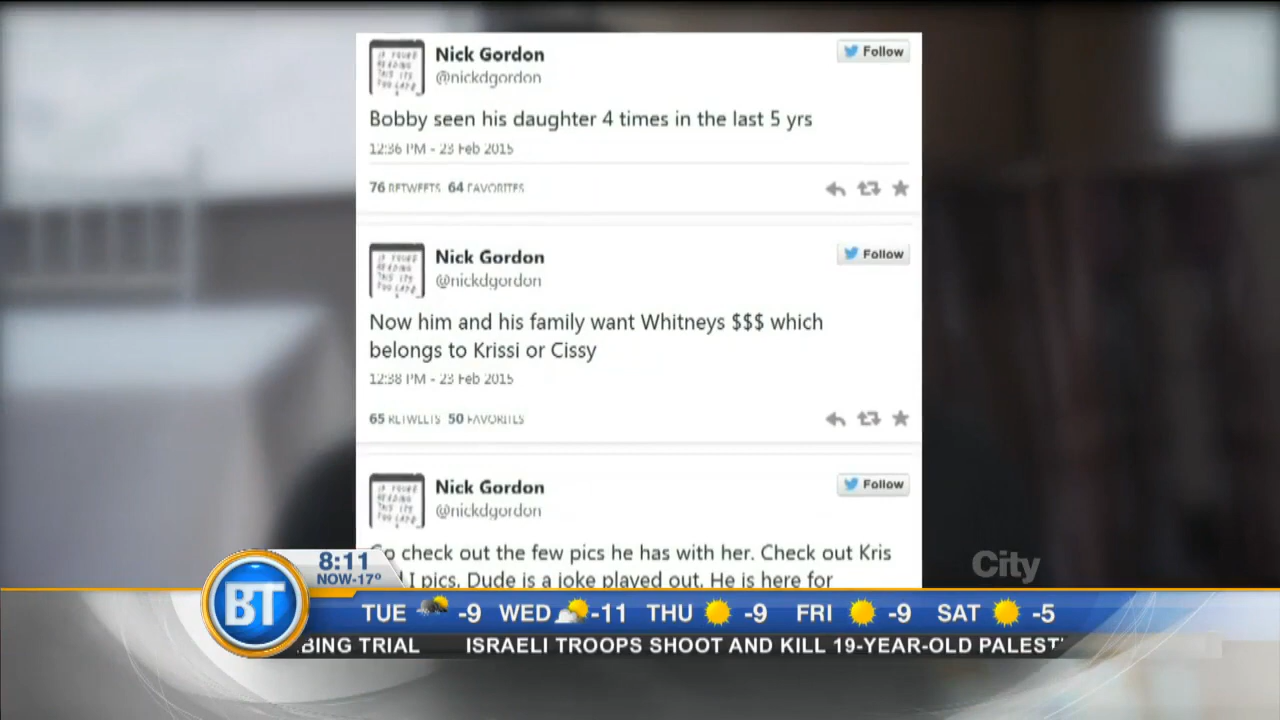 Nick Gordon
@nickdgordon
Follow
Bobby seen his daughter 4 times in the last 5 yrs
12:36 PM - 23 Feb 2015
76 RETWEETS 64 FAVORITES
Nick Gordon
@nickdgordon
Follow
Now him and his family want Whitneys $$$ which
belongs to Krissi or Cissy
12:38 PM - 23 Feb 2015
65 RETWEETS 50 FAVORITES
Nick Gordon
@nickdgordon
Follow
check out the few pics he has with her. Check out Kris
I pics. Dude is a joke played out. He is here for
City
8:11
NOW -17°
BT
TUE -9 WED -11 THU -9 FRI -9 SAT -5
BING TRIAL ISRAELI TROOPS SHOOT AND KILL 19-YEAR-OLD PALEST